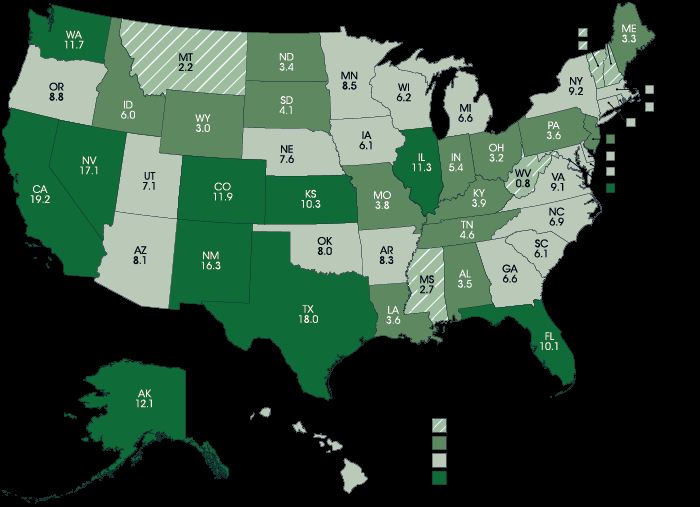 WA
11.7
MT
2.2
ND
3.4
ME
3.3
OR
8.8
ID
6.0
WY
3.0
SD
4.1
MN
8.5
WI
6.2
MI
6.6
NY
9.2
NE
7.6
IA
6.1
PA
3.6
NV
17.1
UT
7.1
CO
11.9
KS
10.3
MO
3.8
IL
11.3
IN
5.4
OH
3.2
WV
0.8
VA
9.1
KY
3.9
CA
19.2
NC
6.9
TN
4.6
SC
6.1
AZ
8.1
NM
16.3
OK
8.0
AR
8.3
MS
2.7
AL
3.5
GA
6.6
TX
18.0
LA
3.6
FL
10.1
AK
12.1